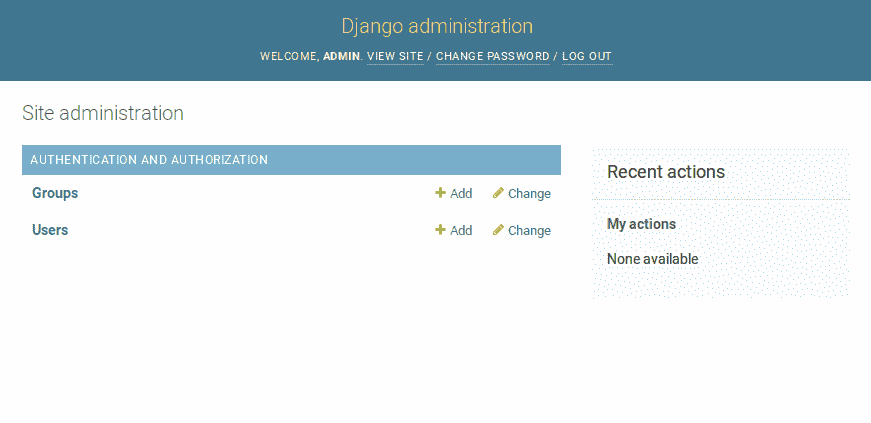 Django administration
WELCOME, ADMIN. VIEW SITE / CHANGE PASSWORD / LOG OUT
Site administration
AUTHENTICATION AND AUTHORIZATION
Groups Add Change
Users Add Change
Recent actions
My actions
None available